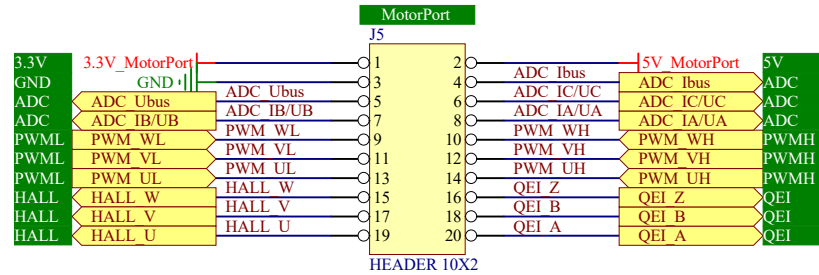 MotorPort
J5
3.3V 3.3V_MotorPort 1 2 5V_MotorPort 5V
GND GND 3 4 ADC_Ibus ADC_Ibus ADC
ADC ADC_Ubus ADC_Ubus 5 6 ADC_IC/UC ADC_IC/UC ADC
ADC ADC_IB/UB ADC_IB/UB 7 8 ADC_IA/UA ADC_IA/UA ADC
PWML PWM_WL PWM_WL 9 10 PWM_WH PWM_WH PWMH
PWML PWM_VL PWM_VL 11 12 PWM_VH PWM_VH PWMH
PWML PWM_UL PWM_UL 13 14 PWM_UH PWM_UH PWMH
HALL HALL_W HALL_W 15 16 QEI_Z QEI_Z QEI
HALL HALL_V HALL_V 17 18 QEI_B QEI_B QEI
HALL HALL_U HALL_U 19 20 QEI_A QEI_A QEI
HEADER 10X2